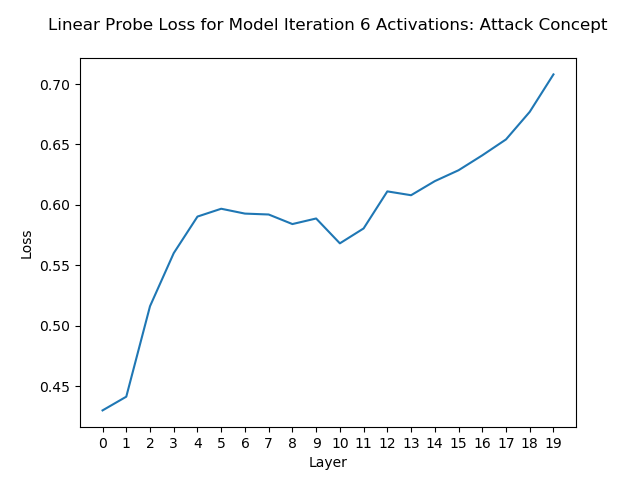 Linear Probe Loss for Model Iteration 6 Activations: Attack Concept
0.70
0.65
0.60
0.55
0.50
0.45
Loss
0 1 2 3 4 5 6 7 8 9 10 11 12 13 14 15 16 17 18 19
Layer